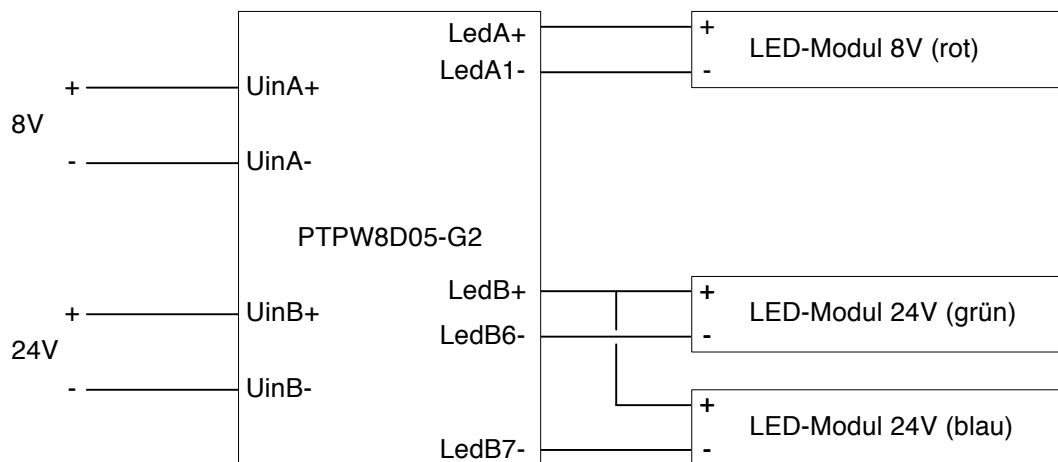 LedA+
+
LED-Modul 8V (rot)
LedA1-
-
+
UinA+
8V
-
UinA-
PTPW8D05-G2
LedB+
+
LED-Modul 24V (grün)
+
UinB+
LedB6-
-
24V
-
UinB-
+
LED-Modul 24V (blau)
LedB7-
-